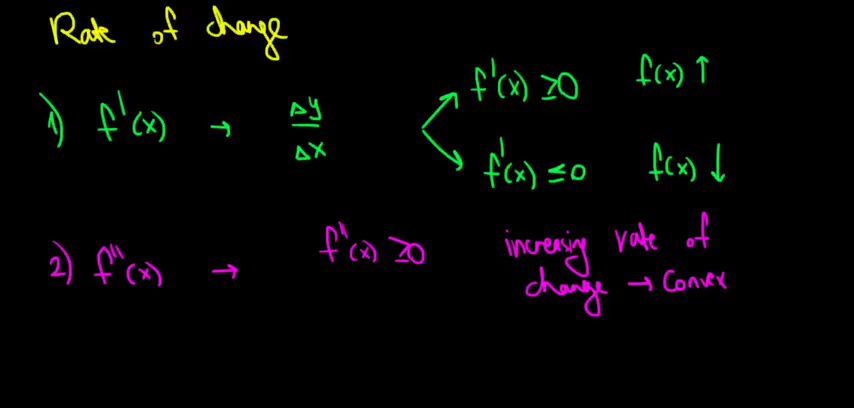 Rate of change
f'(x) ≥0 f(x) ↑
1) f'(x) → Δy/Δx
f'(x) ≤0 f(x) ↓
2) f''(x) → f''(x) ≥0 increasing rate of
change → Convex